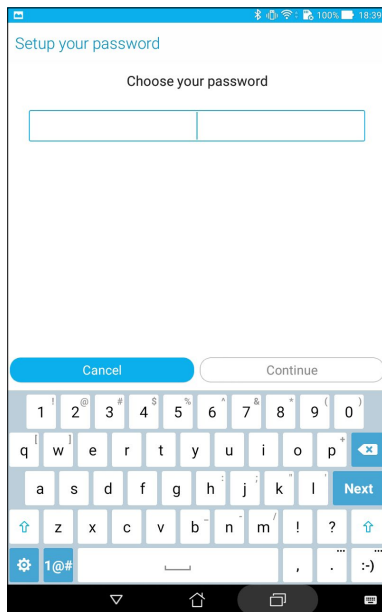 100% 18:39
Setup your password
Choose your password
Cancel Continue
! @ # $ % ^ & * ( )
1 2 3 4 5 6 7 8 9 0
[ ] +
q w e r t y u i o p
: ; " '
a s d f g h j k l Next
_ - /
z x c v b n m ! ?
1@# , . :-)